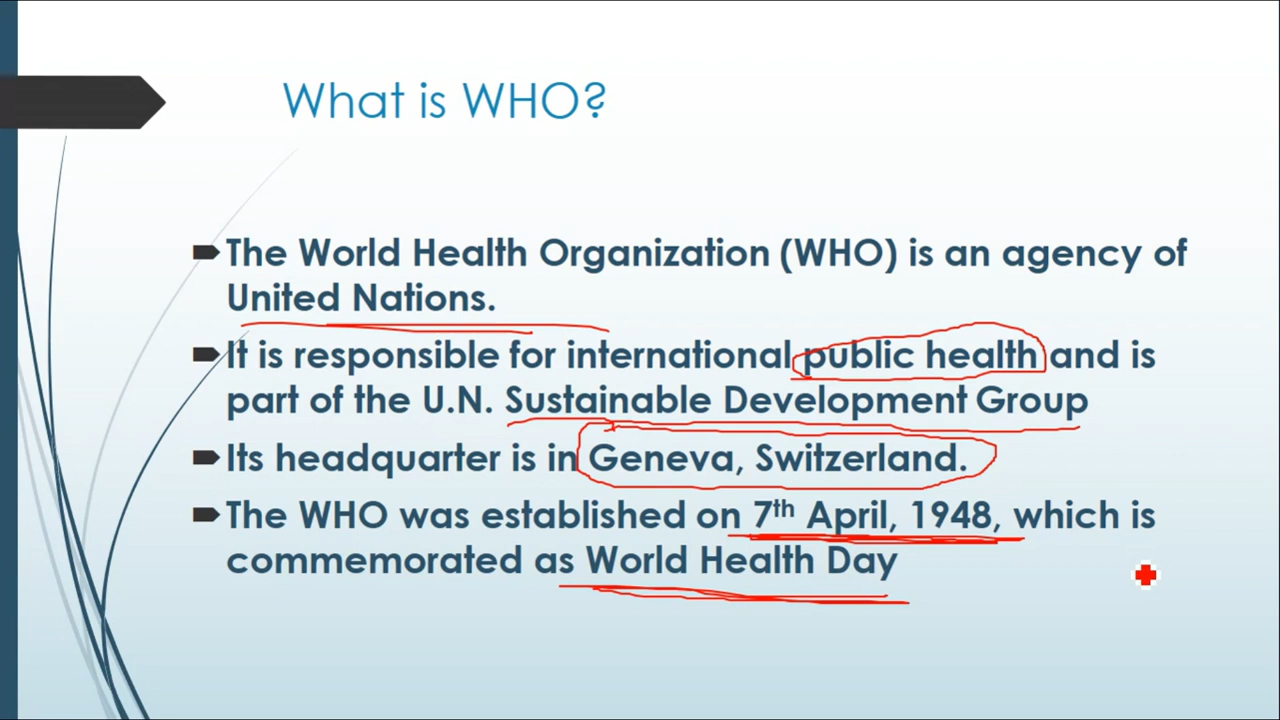 What is WHO?
The World Health Organization (WHO) is an agency of
United Nations.
It is responsible for international public health and is
part of the U.N. Sustainable Development Group
Its headquarter is in Geneva, Switzerland.
The WHO was established on 7th April, 1948, which is
commemorated as World Health Day